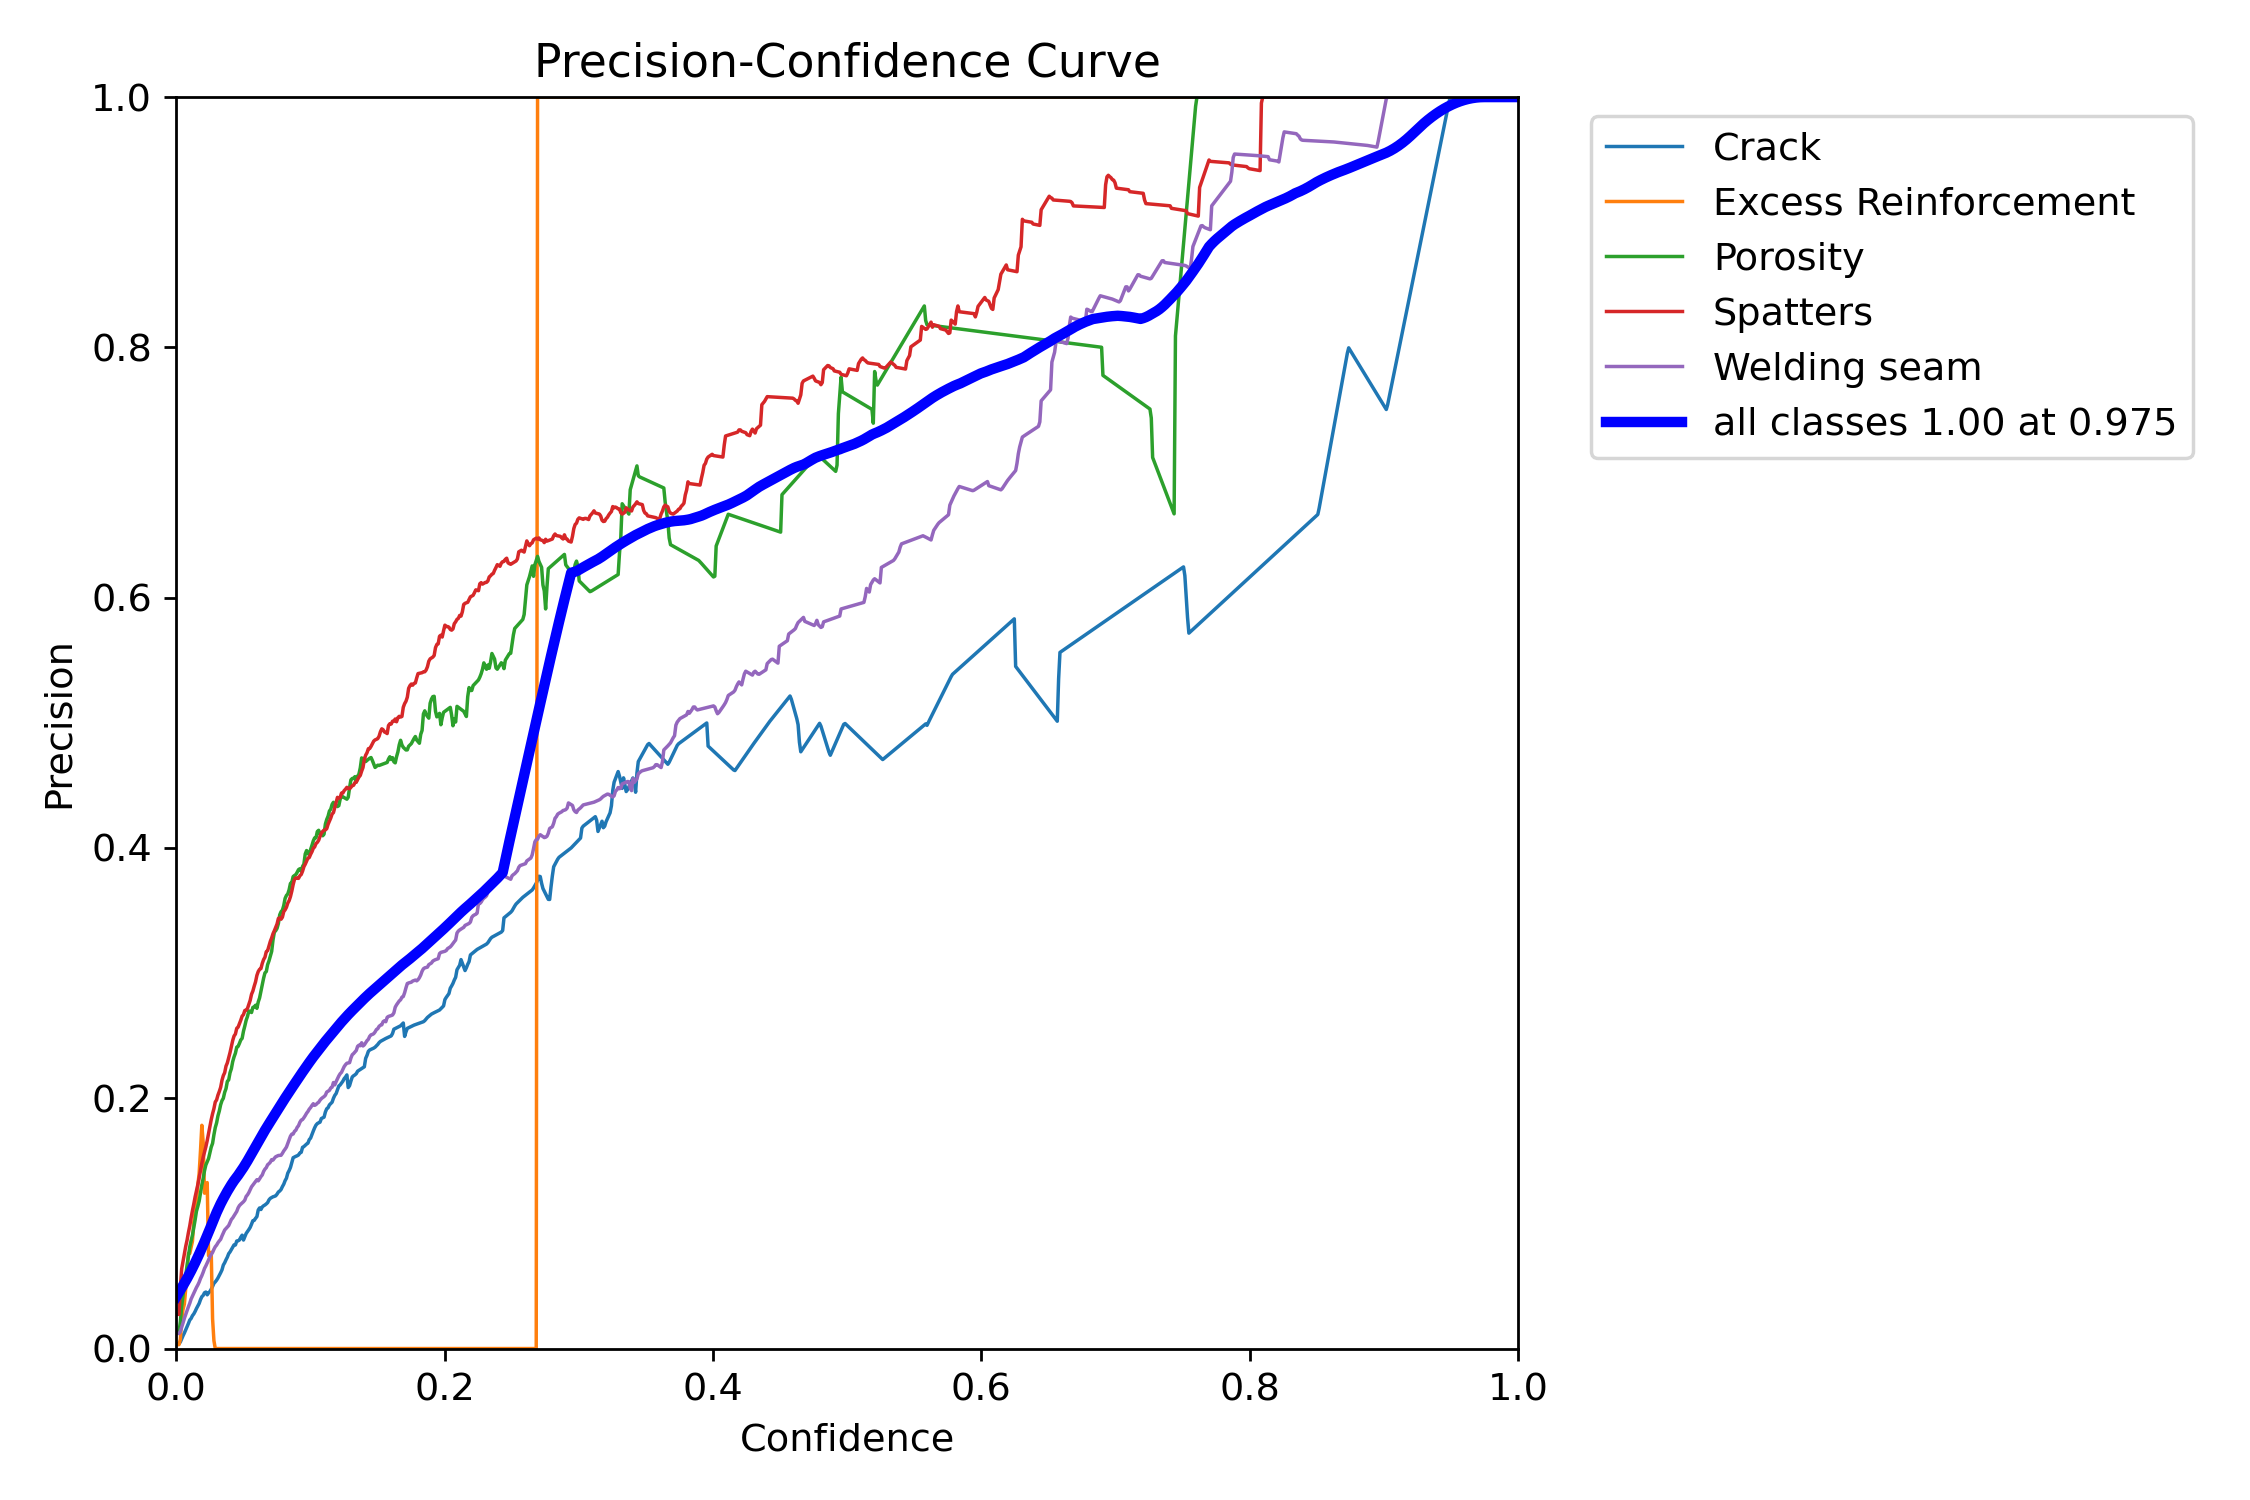 Precision-Confidence Curve
1.0
0.8
0.6
0.4
0.2
0.0
Precision
0.0 0.2 0.4 0.6 0.8 1.0
Confidence
Crack
Excess Reinforcement
Porosity
Spatters
Welding seam
all classes 1.00 at 0.975